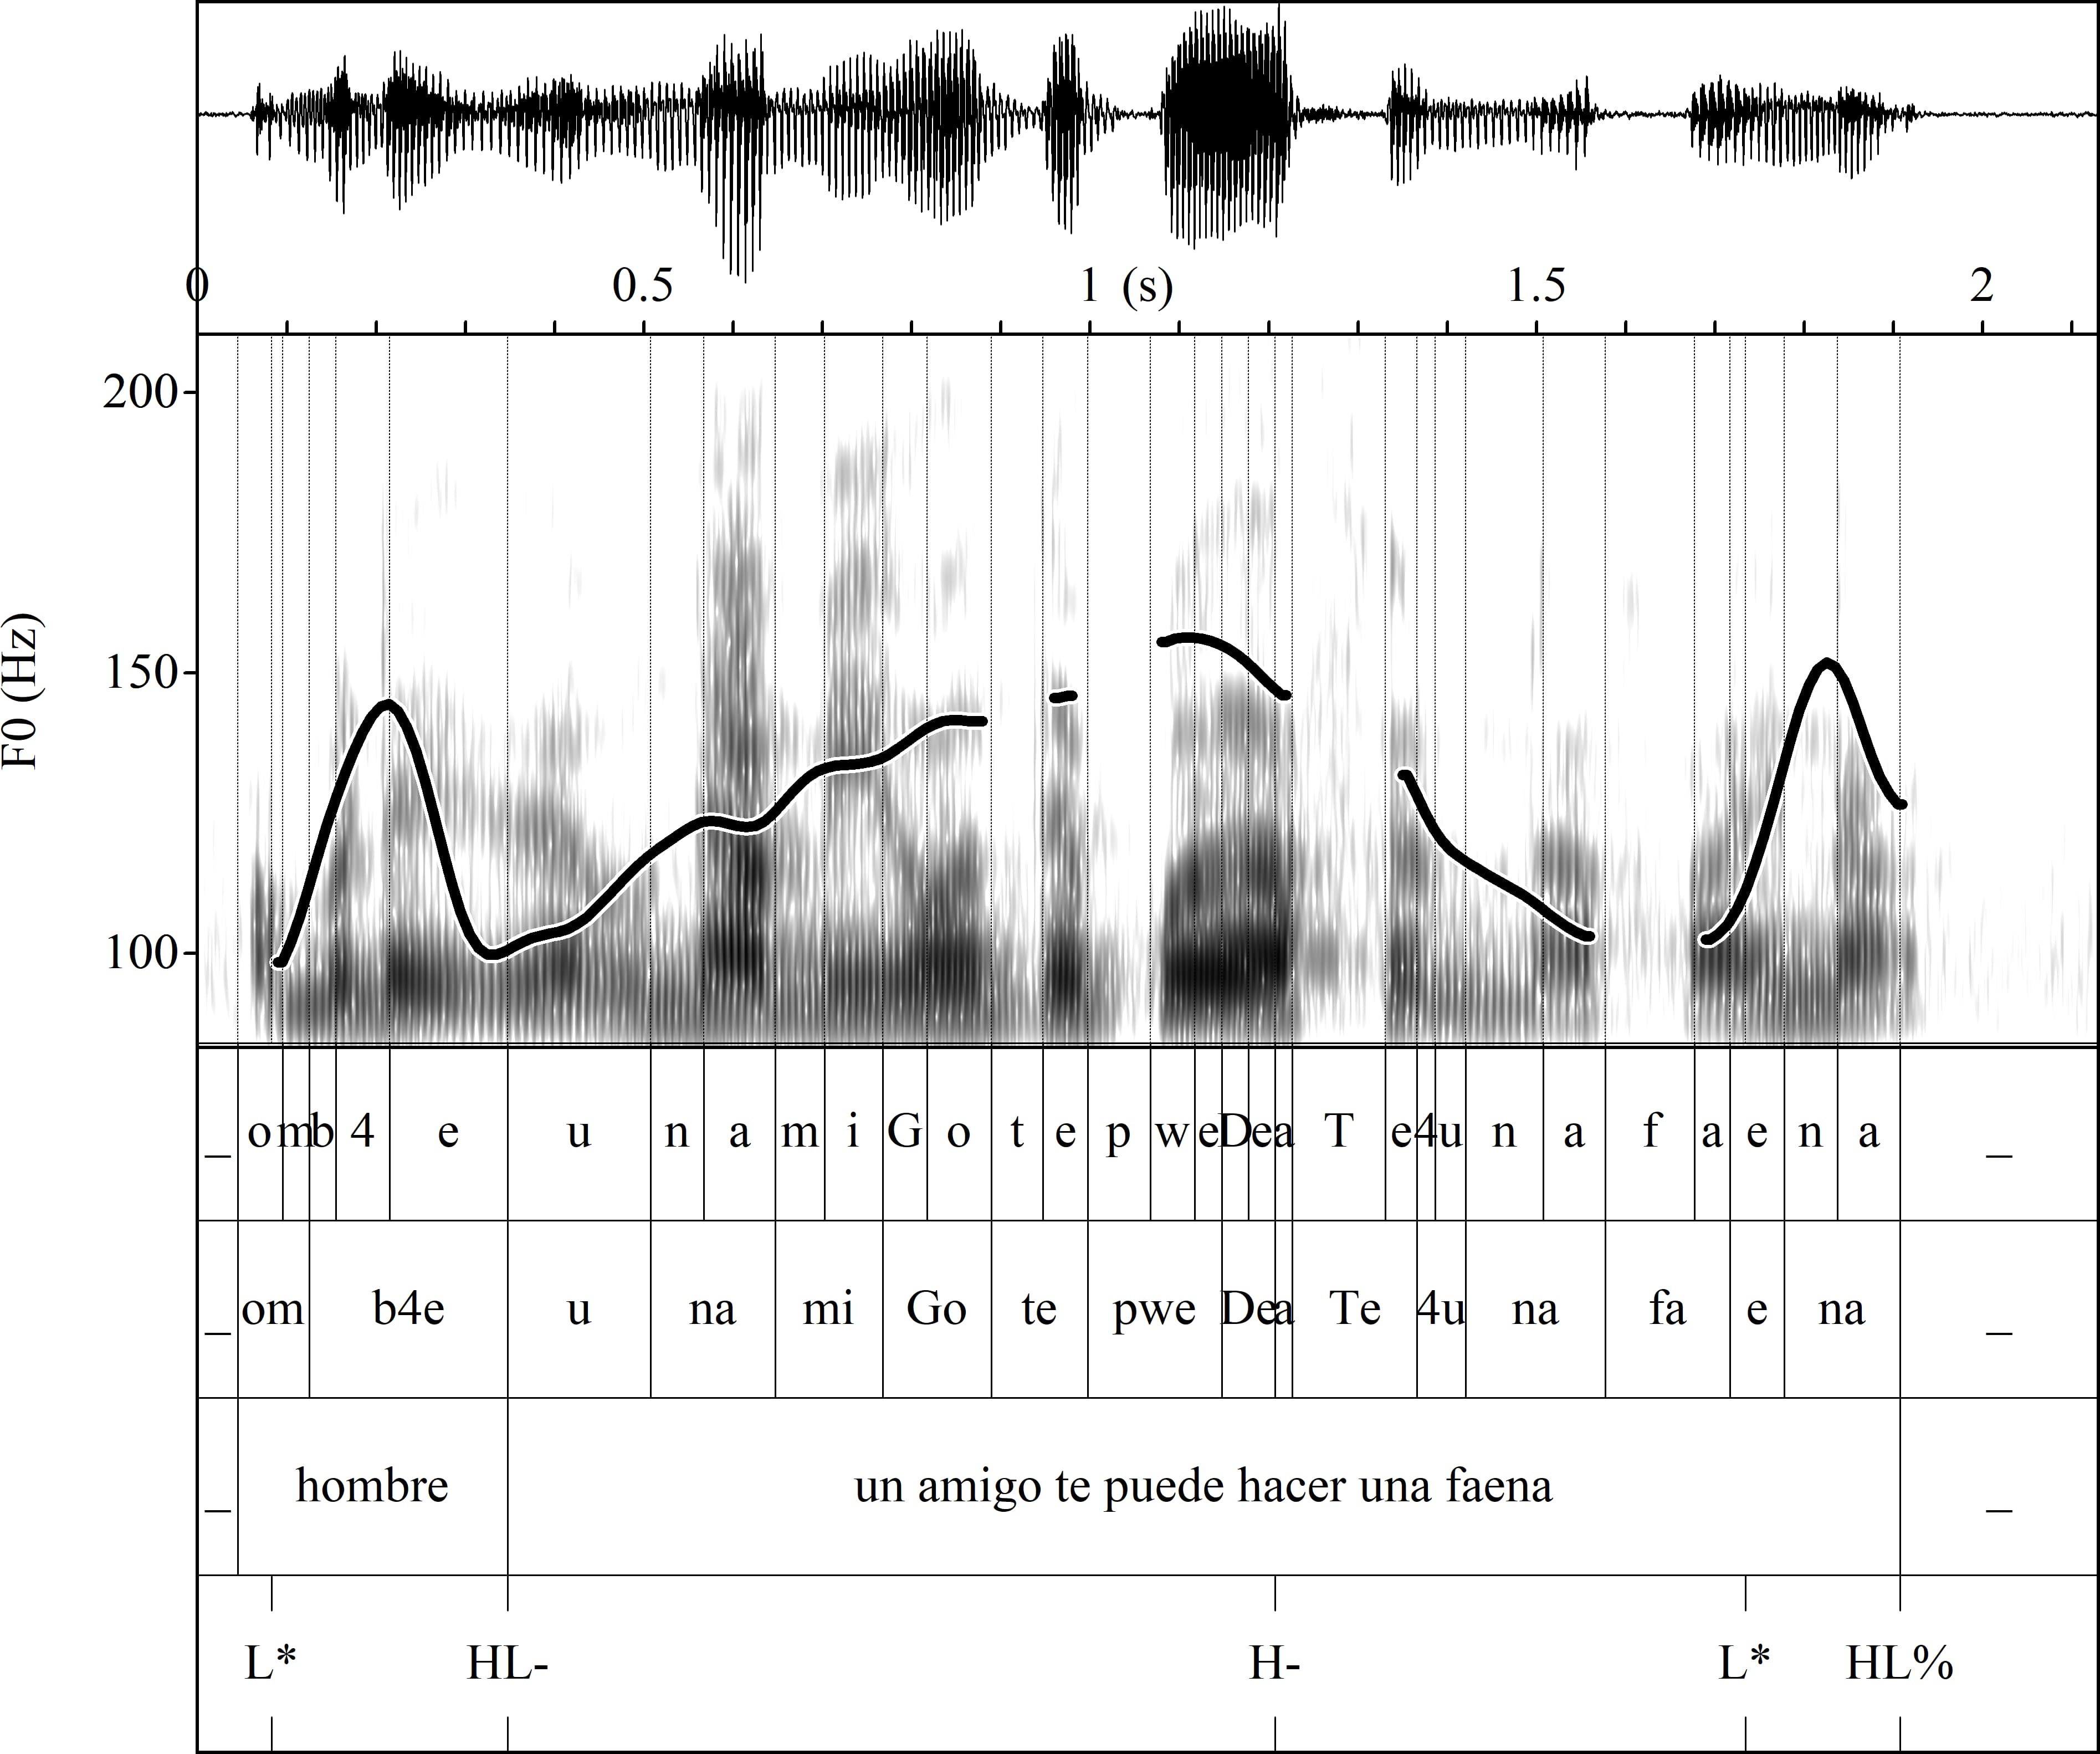 0 0.5 1 (s) 1.5 2
200
150
100
F0 (Hz)
_ o m b 4 e u n a m i G o t e p w e D e a T e 4 u n a f a e n a _
_ om b4e u na mi Go te pwe De a Te 4u na fa e na _
_ hombre un amigo te puede hacer una faena _
L* HL- H- L* HL%